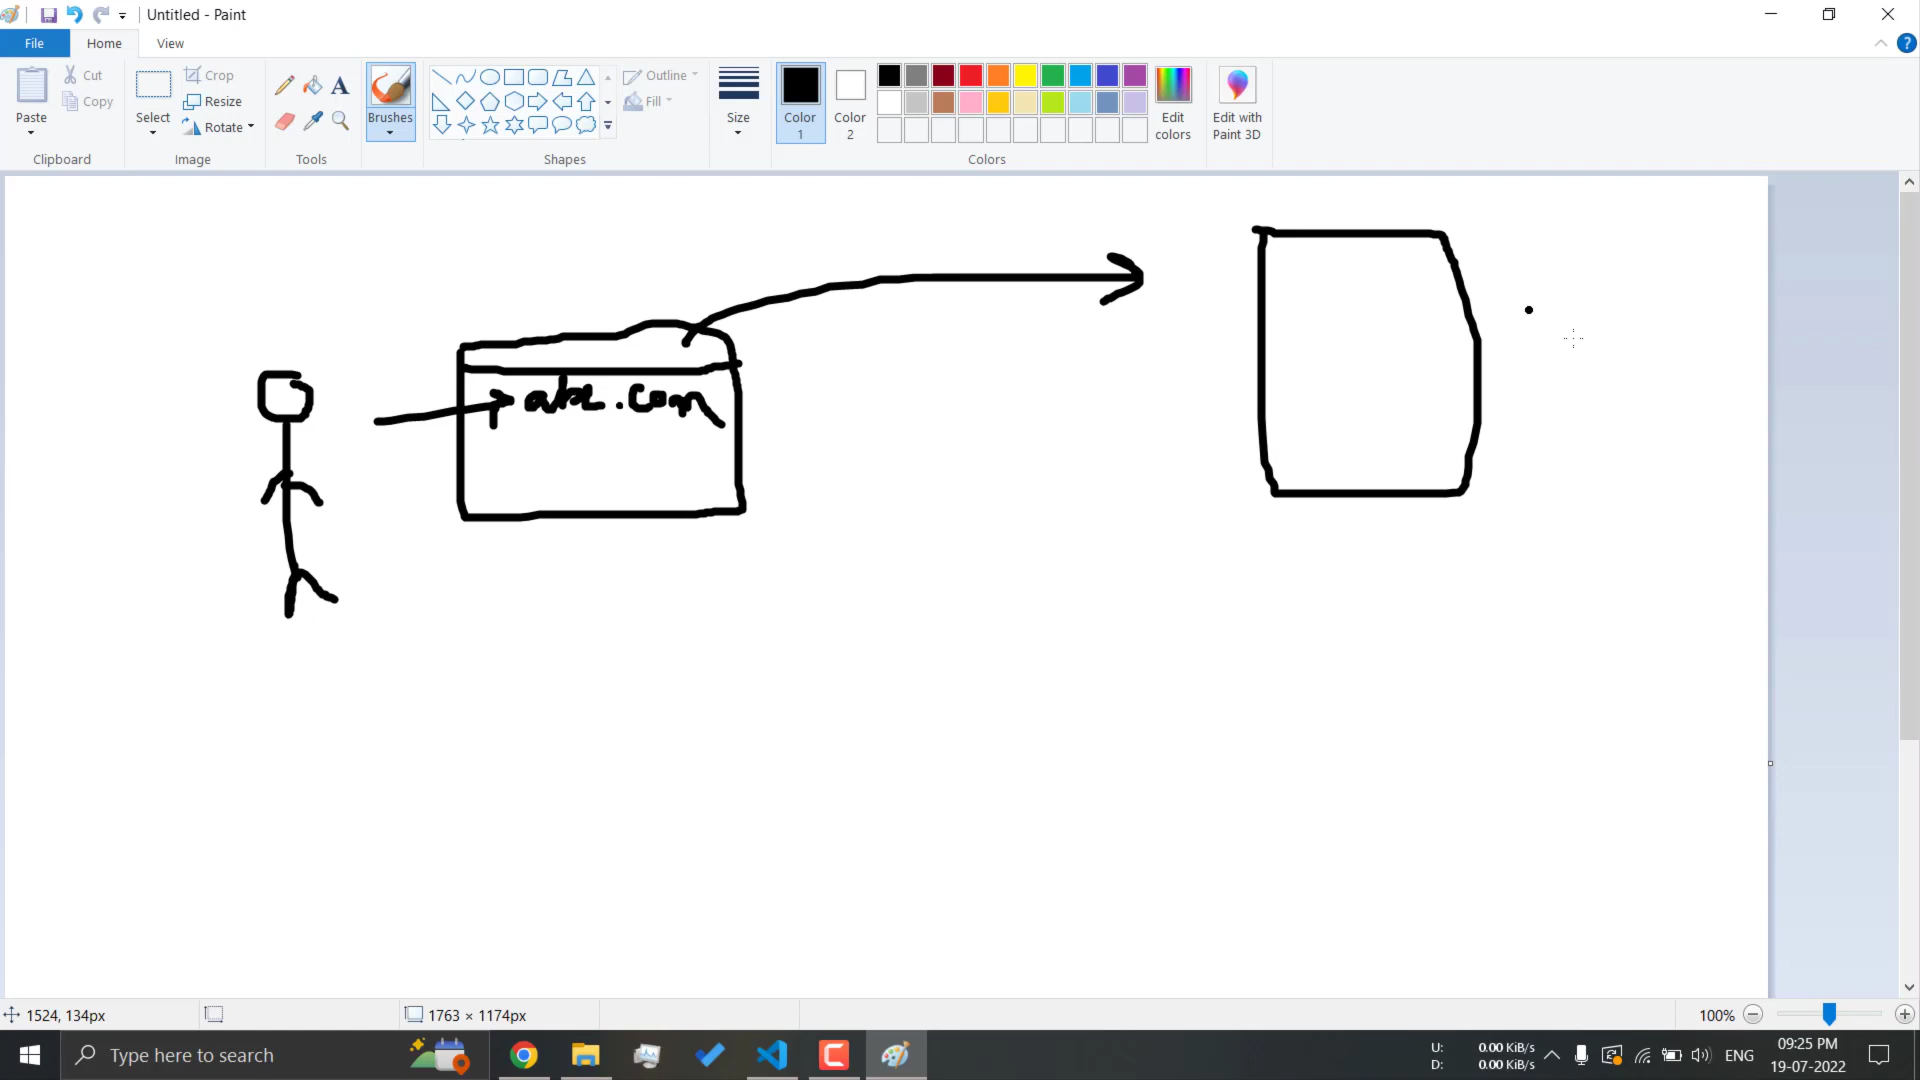 Untitled - Paint
File Home View
Paste
Cut
Copy
Clipboard
Select
Crop
Resize
Rotate
Image
A
Tools
Brushes
Outline
Fill
Shapes
Size
Color 1
Color 2
Edit colors
Colors
Edit with Paint 3D
abc.com
1524, 134px
1763 × 1174px
100%
Type here to search
U: 0.00 KiB/s
D: 0.00 KiB/s
ENG
09:25 PM
19-07-2022